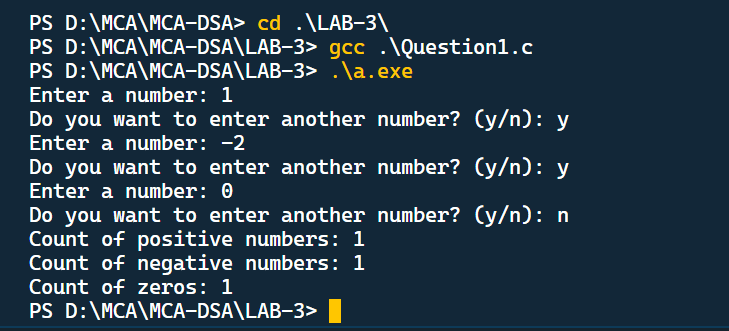 PS D:\MCA\MCA-DSA> cd .\LAB-3\
PS D:\MCA\MCA-DSA\LAB-3> gcc .\Question1.c
PS D:\MCA\MCA-DSA\LAB-3> .\a.exe
Enter a number: 1
Do you want to enter another number? (y/n): y
Enter a number: -2
Do you want to enter another number? (y/n): y
Enter a number: 0
Do you want to enter another number? (y/n): n
Count of positive numbers: 1
Count of negative numbers: 1
Count of zeros: 1
PS D:\MCA\MCA-DSA\LAB-3>